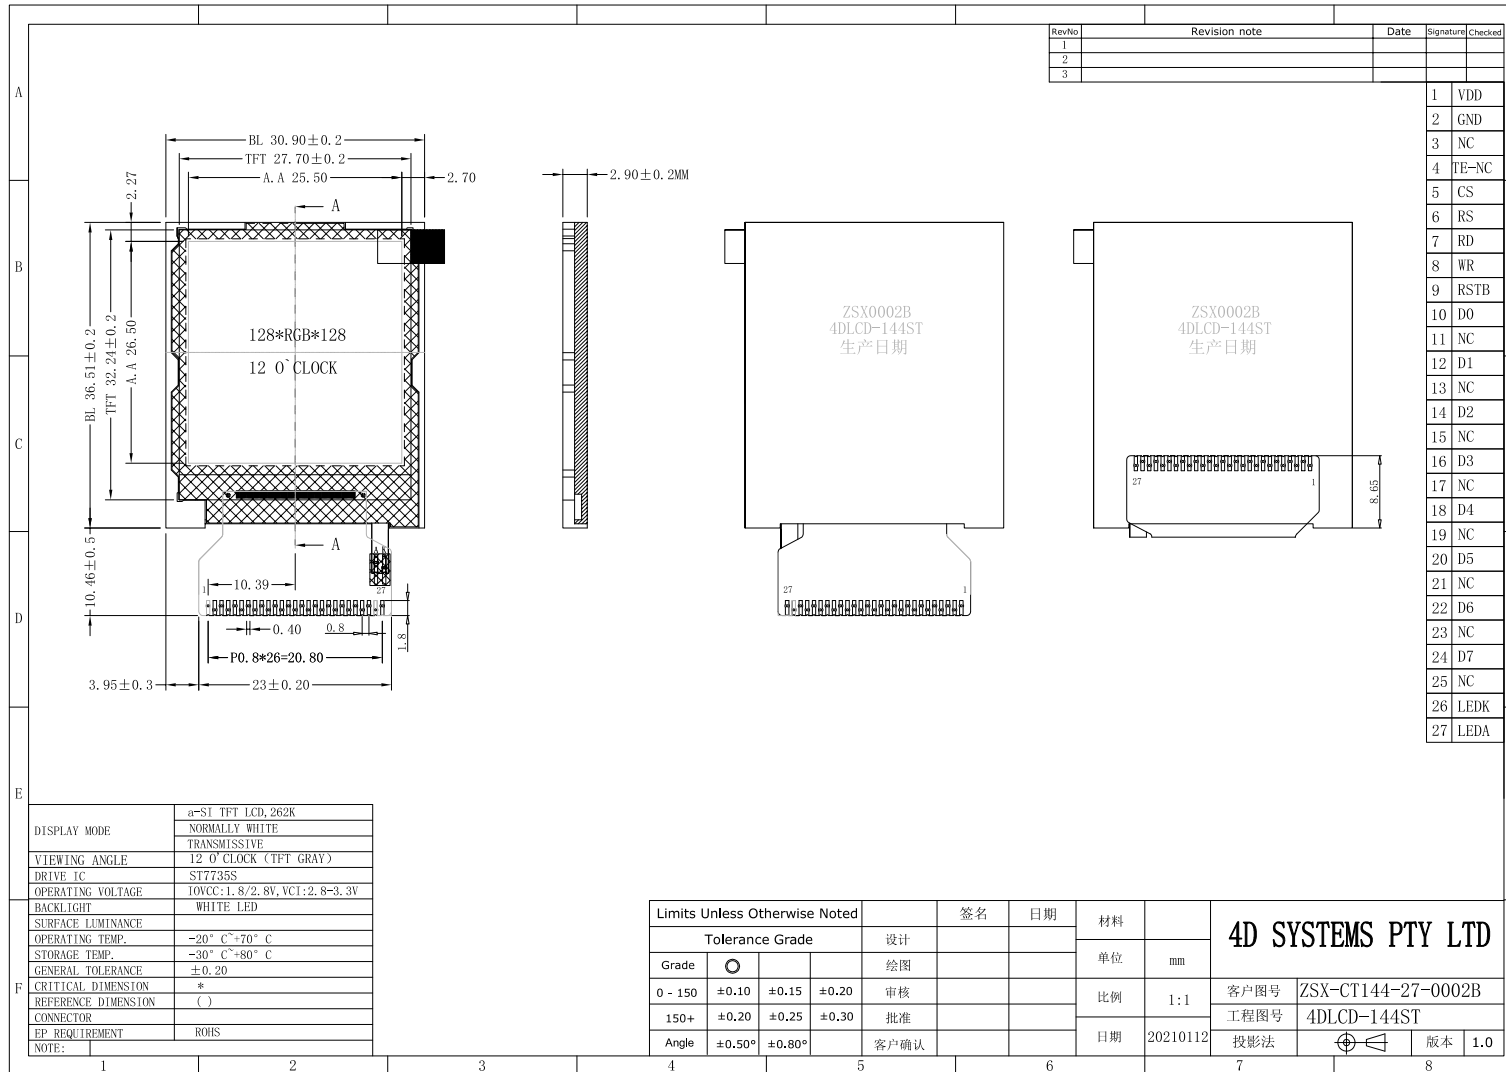 RevNo Revision note Date Signature Checked
1
2
3
A
B
C
D
E
F
1 VDD
2 GND
3 NC
4 TE-NC
5 CS
6 RS
7 RD
8 WR
9 RSTB
10 D0
11 NC
12 D1
13 NC
14 D2
15 NC
16 D3
17 NC
18 D4
19 NC
20 D5
21 NC
22 D6
23 NC
24 D7
25 NC
26 LEDK
27 LEDA
BL 30.90±0.2
TFT 27.70±0.2
A.A 25.50
2.70
2.27
A
BL 36.51±0.2
TFT 32.24±0.2
A.A 26.50
128*RGB*128
12 O`CLOCK
A
10.46±0.5
10.39
1
27
A K
0.40
0.8
1.8
P0.8*26=20.80
3.95±0.3
23±0.20
2.90±0.2MM
ZSX0002B
4DLCD-144ST
生产日期
27
1
ZSX0002B
4DLCD-144ST
生产日期
27
1
8.65
DISPLAY MODE
a-SI TFT LCD,262K
NORMALLY WHITE
TRANSMISSIVE
VIEWING ANGLE 12 O'CLOCK (TFT GRAY)
DRIVE IC ST7735S
OPERATING VOLTAGE IOVCC:1.8/2.8V,VCI:2.8-3.3V
BACKLIGHT WHITE LED
SURFACE LUMINANCE
OPERATING TEMP. -20° C~+70° C
STORAGE TEMP. -30° C~+80° C
GENERAL TOLERANCE ±0.20
CRITICAL DIMENSION *
REFERENCE DIMENSION ( )
CONNECTOR
EP REQUIREMENT ROHS
NOTE:
Limits Unless Otherwise Noted 签名 日期
Tolerance Grade 设计
Grade 绘图
0 - 150 ±0.10 ±0.15 ±0.20 审核
150+ ±0.20 ±0.25 ±0.30 批准
Angle ±0.50° ±0.80° 客户确认
材料
单位 mm
比例 1:1
日期 20210112
4D SYSTEMS PTY LTD
客户图号 ZSX-CT144-27-0002B
工程图号 4DLCD-144ST
投影法 版本 1.0
1 2 3 4 5 6 7 8